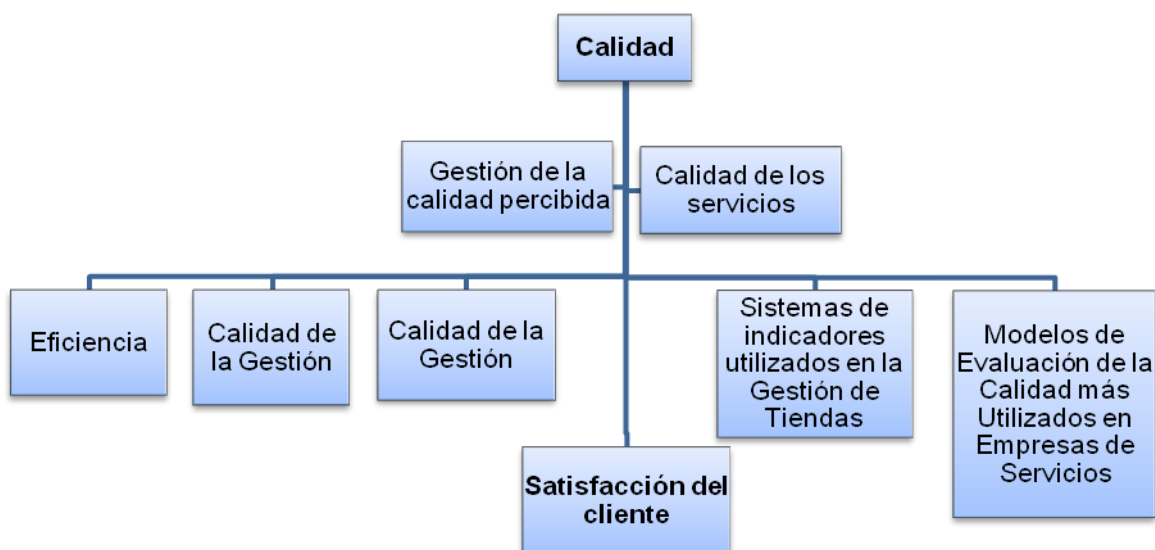 Calidad
Gestión de la
calidad percibida
Calidad de los
servicios
Eficiencia
Calidad de
la Gestión
Calidad de la
Gestión
Sistemas de
indicadores
utilizados en la
Gestión de
Tiendas
Modelos de
Evaluación de la
Calidad más
Utilizados en
Empresas de
Servicios
Satisfacción del
cliente